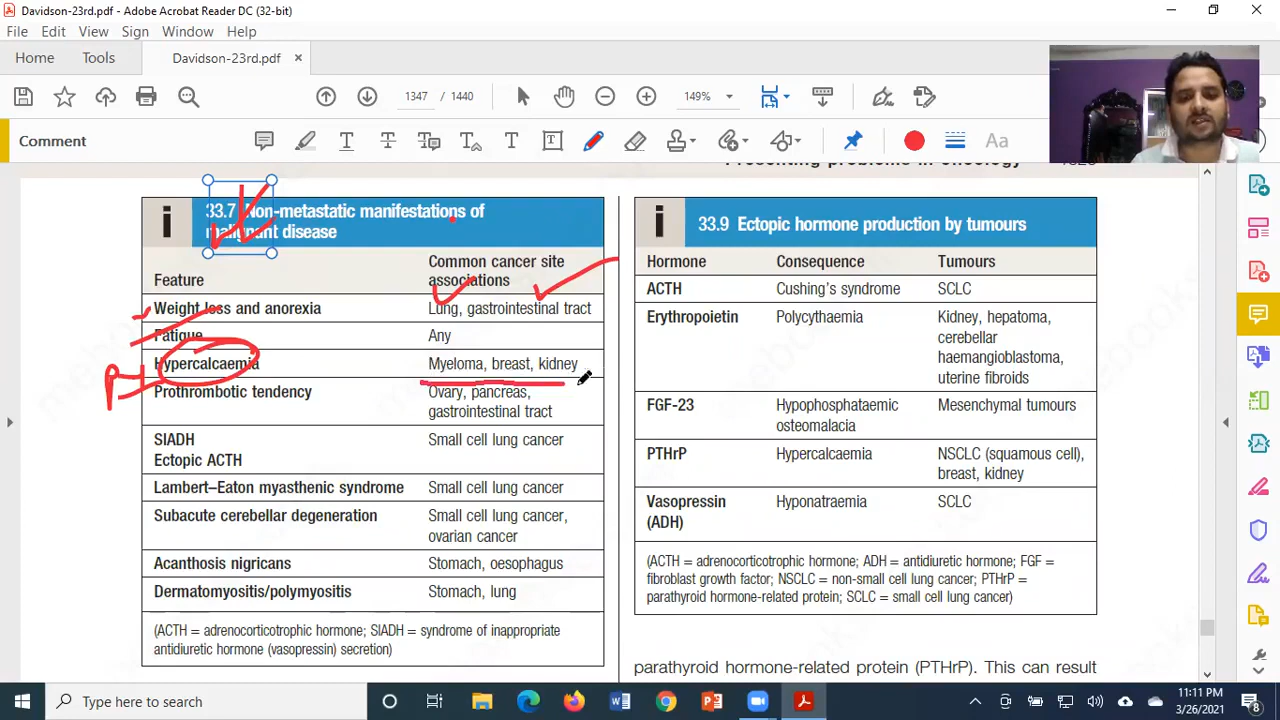 Davidson-23rd.pdf - Adobe Acrobat Reader DC (32-bit)
File Edit View Sign Window Help
Home Tools Davidson-23rd.pdf ×
1347 / 1440 149%
Comment
Presenting problems in oncology
33.7 Non-metastatic manifestations of
malignant disease
Feature
Common cancer site
associations
Weight loss and anorexia Lung, gastrointestinal tract
Fatigue Any
Hypercalcaemia Myeloma, breast, kidney
Prothrombotic tendency Ovary, pancreas,
gastrointestinal tract
SIADH Small cell lung cancer
Ectopic ACTH
Lambert–Eaton myasthenic syndrome Small cell lung cancer
Subacute cerebellar degeneration Small cell lung cancer,
ovarian cancer
Acanthosis nigricans Stomach, oesophagus
Dermatomyositis/polymyositis Stomach, lung
(ACTH = adrenocorticotrophic hormone; SIADH = syndrome of inappropriate
antidiuretic hormone (vasopressin) secretion)
33.9 Ectopic hormone production by tumours
Hormone Consequence Tumours
ACTH Cushing's syndrome SCLC
Erythropoietin Polycythaemia Kidney, hepatoma,
cerebellar
haemangioblastoma,
uterine fibroids
FGF-23 Hypophosphataemic Mesenchymal tumours
osteomalacia
PTHrP Hypercalcaemia NSCLC (squamous cell),
breast, kidney
Vasopressin Hyponatraemia SCLC
(ADH)
(ACTH = adrenocorticotrophic hormone; ADH = antidiuretic hormone; FGF =
fibroblast growth factor; NSCLC = non-small cell lung cancer; PTHrP =
parathyroid hormone-related protein; SCLC = small cell lung cancer)
parathyroid hormone-related protein (PTHrP). This can result
Type here to search
11:11 PM
3/26/2021
8